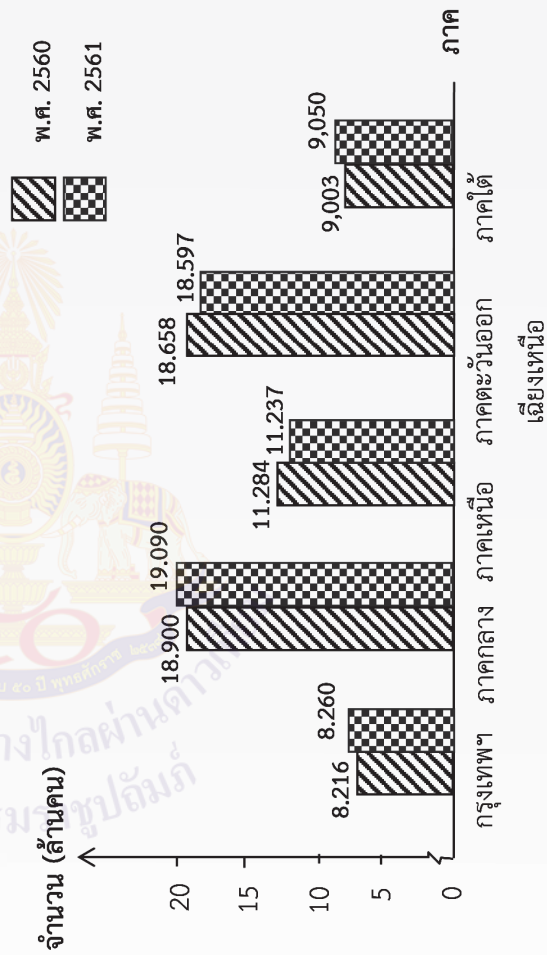 จำนวน (ล้านคน)
พ.ศ. 2560
พ.ศ. 2561
20
15
10
5
0
8.216
8.260
18.900
19.090
11.284
11.237
18.658
18.597
9,003
9,050
กรุงเทพฯ
ภาคกลาง
ภาคเหนือ
ภาคตะวันออก
เฉียงเหนือ
ภาคใต้
ภาค